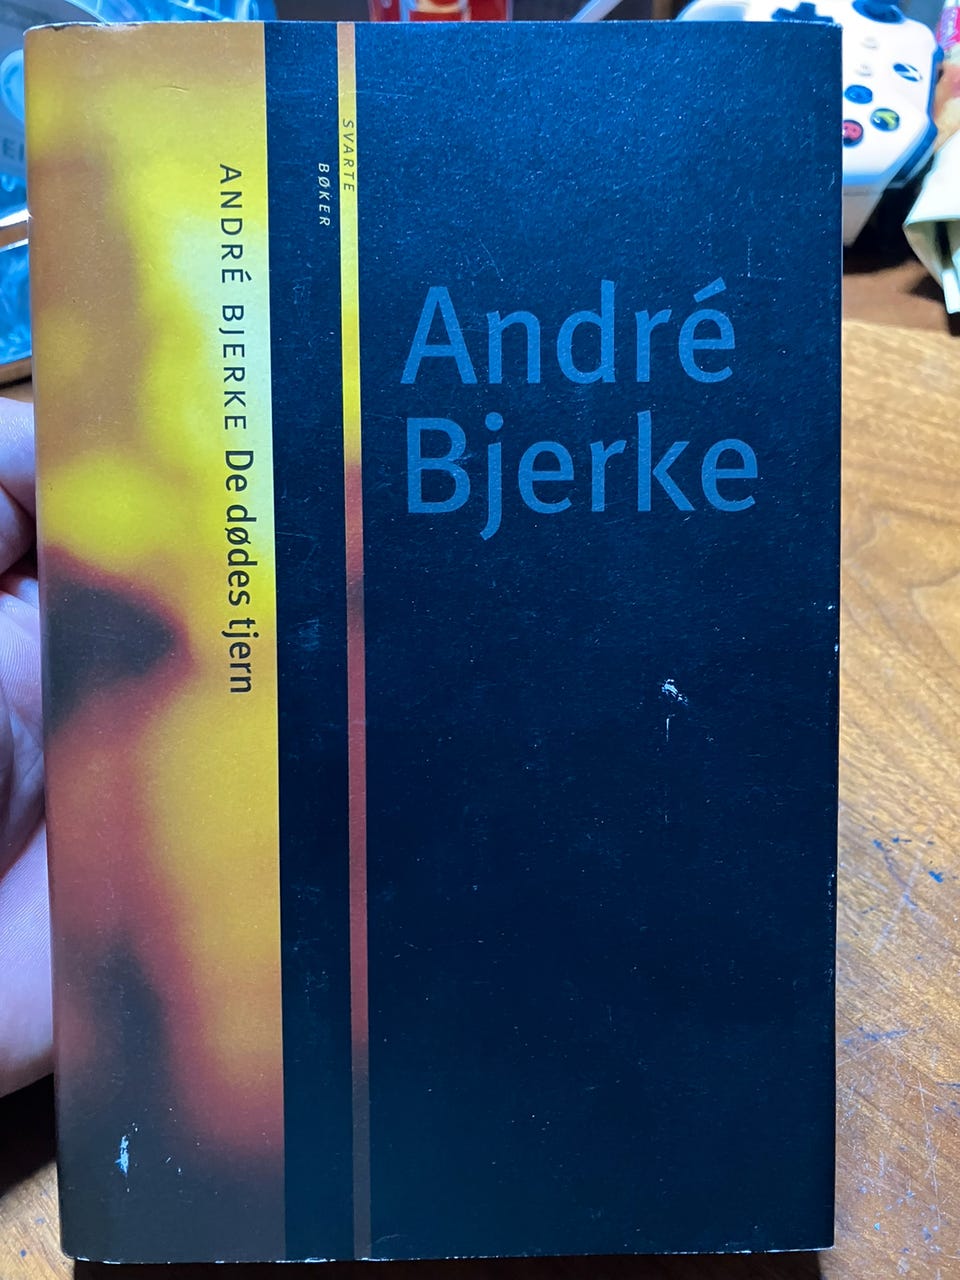 ANDRÉ BJERKE De dødes tjern
SVARTE
BØKER
André
Bjerke